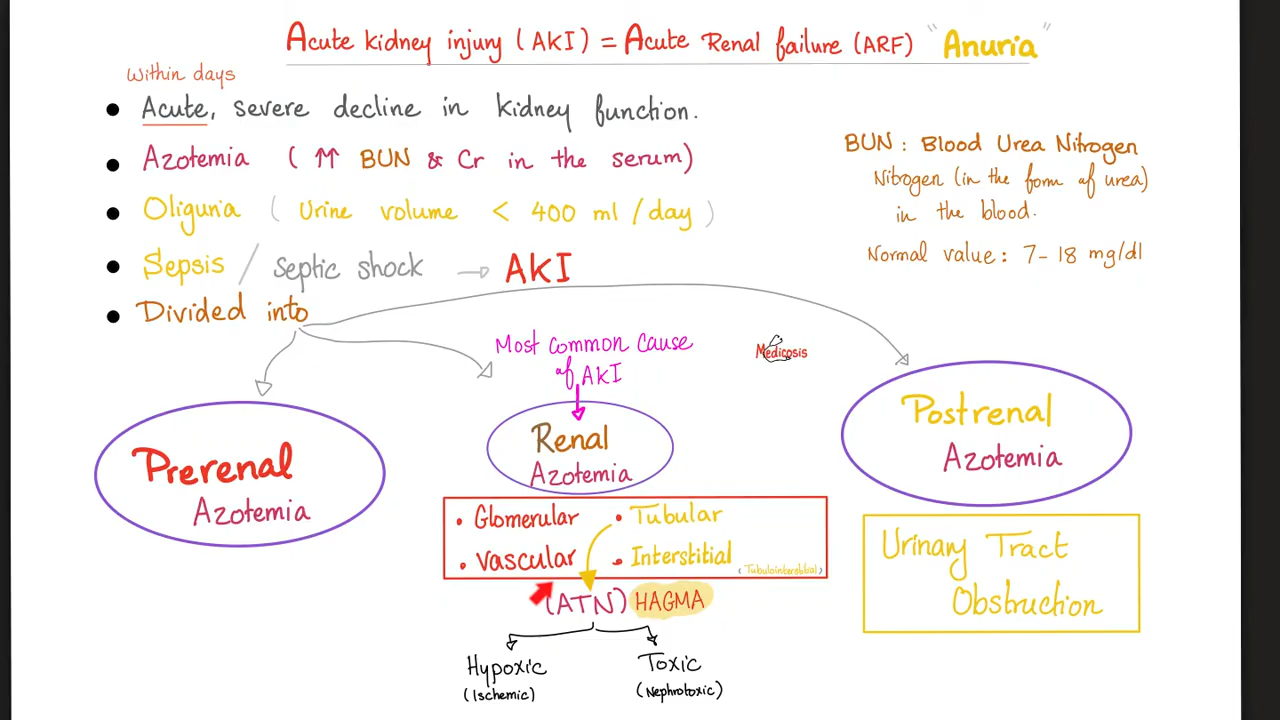 Acute kidney injury (AKI) = Acute Renal failure (ARF) "Anuria"
Within days
• Acute, severe decline in kidney function.
• Azotemia (↑↑ BUN & Cr in the serum)
• Oliguria (Urine volume < 400 ml/day)
• Sepsis / Septic shock → AKI
• Divided into
BUN : Blood Urea Nitrogen
Nitrogen (in the form of urea)
in the blood.
Normal value: 7-18 mg/dl
Most common cause
of AKI
Medicosis
Prerenal
Azotemia
Renal
Azotemia
• Glomerular • Tubular
• Vascular • Interstitial
(Tubulointerstitial)
(ATN) HAGMA
Hypoxic
(Ischemic)
Toxic
(Nephrotoxic)
Postrenal
Azotemia
Urinary Tract
Obstruction